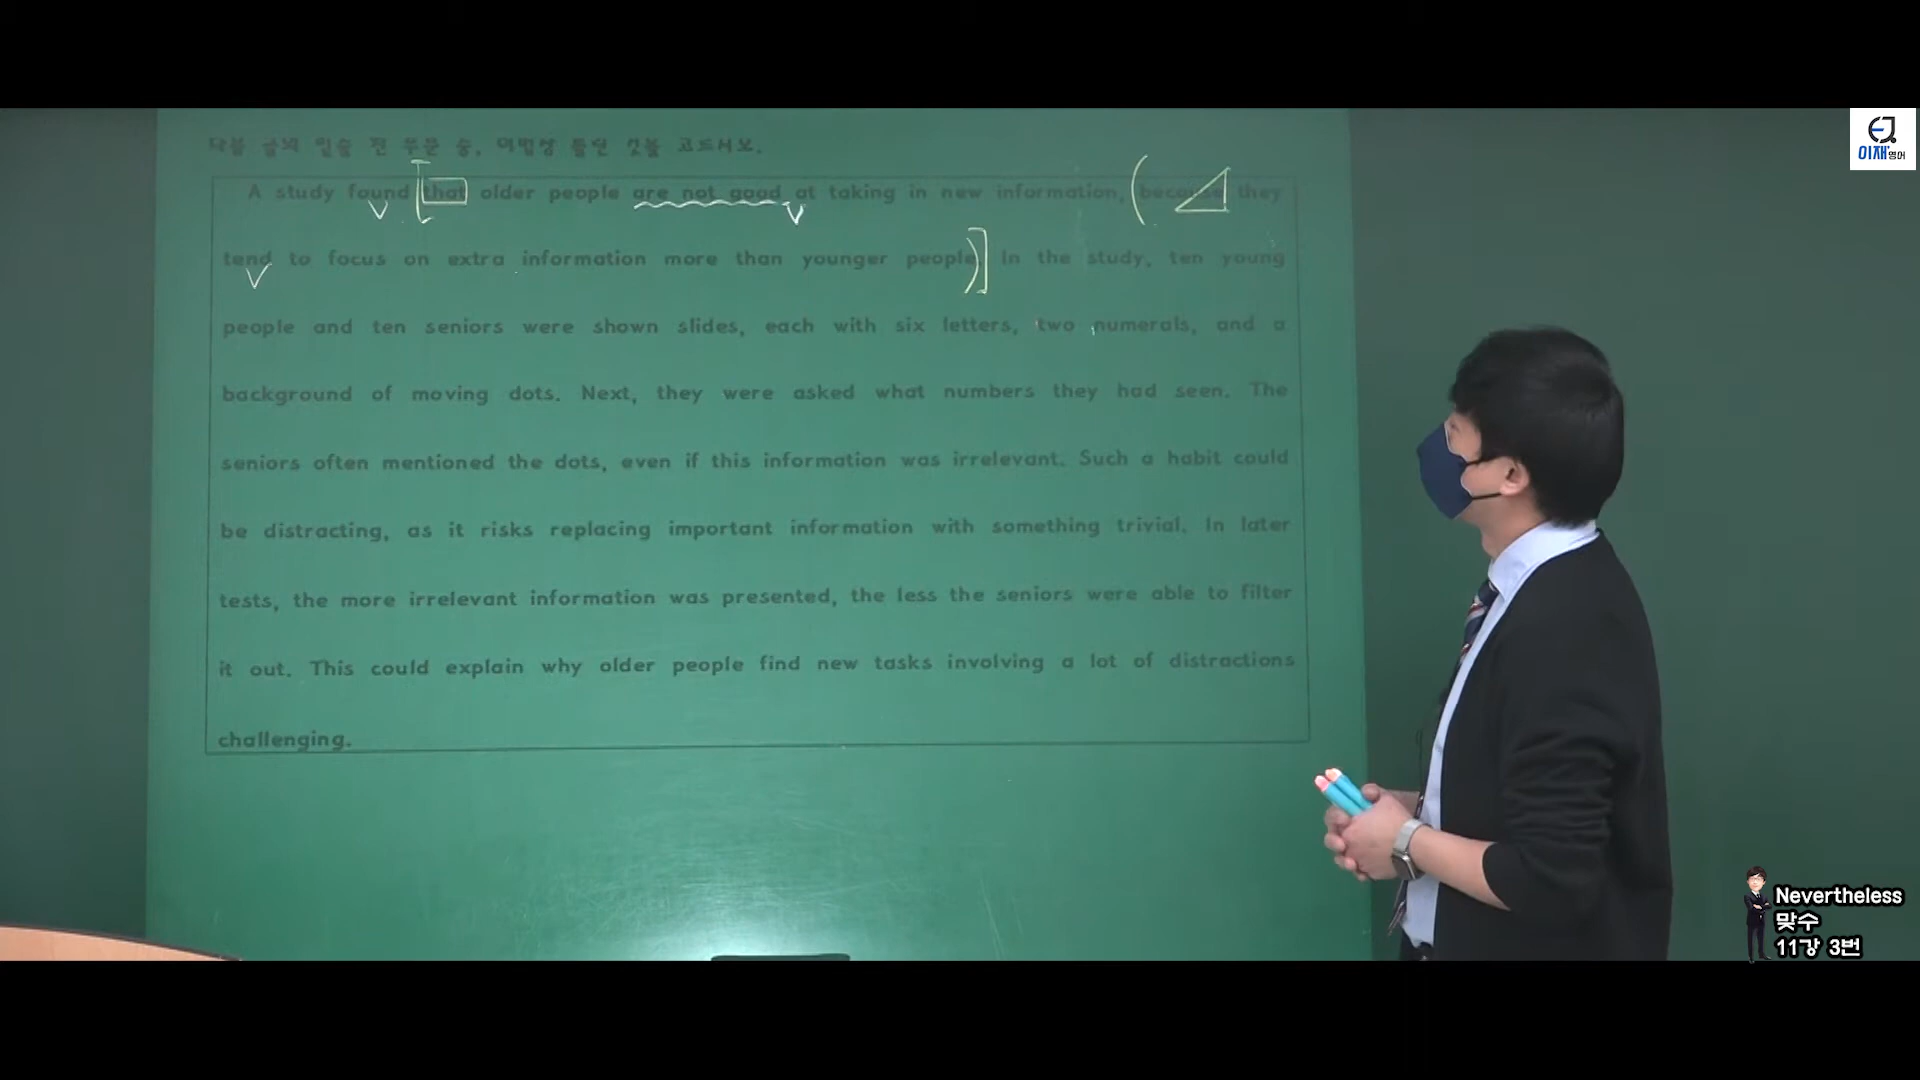 다음 글의 밑줄 친 부분 중, 어법상 틀린 것을 고르시오.
A study found that older people are not good at taking in new information, because they
tend to focus on extra information more than younger people. In the study, ten young
people and ten seniors were shown slides, each with six letters, two numerals, and a
background of moving dots. Next, they were asked what numbers they had seen. The
seniors often mentioned the dots, even if this information was irrelevant. Such a habit could
be distracting, as it risks replacing important information with something trivial. In later
tests, the more irrelevant information was presented, the less the seniors were able to filter
it out. This could explain why older people find new tasks involving a lot of distractions
challenging.
EJ
이재영어
Nevertheless
맞수
11강 3번